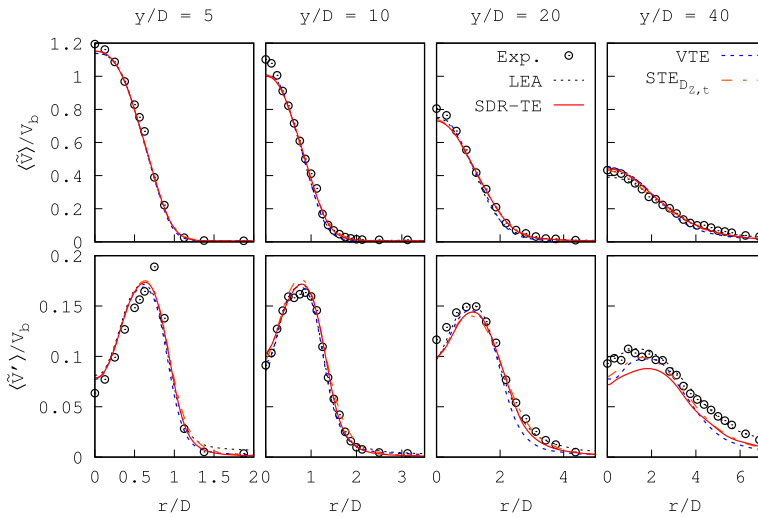 y/D = 5 y/D = 10 y/D = 20 y/D = 40
⟨Ṽ⟩/V_b
1.2
1
0.8
0.6
0.4
0.2
0
Exp.
LEA
SDR-TE
VTE
STE_{D_{Z,t}}
⟨Ṽ'⟩/V_b
0.2
0.15
0.1
0.05
0
0 0.5 1 1.5 2 0 1 2 3 0 2 4 0 2 4 6
r/D r/D r/D r/D